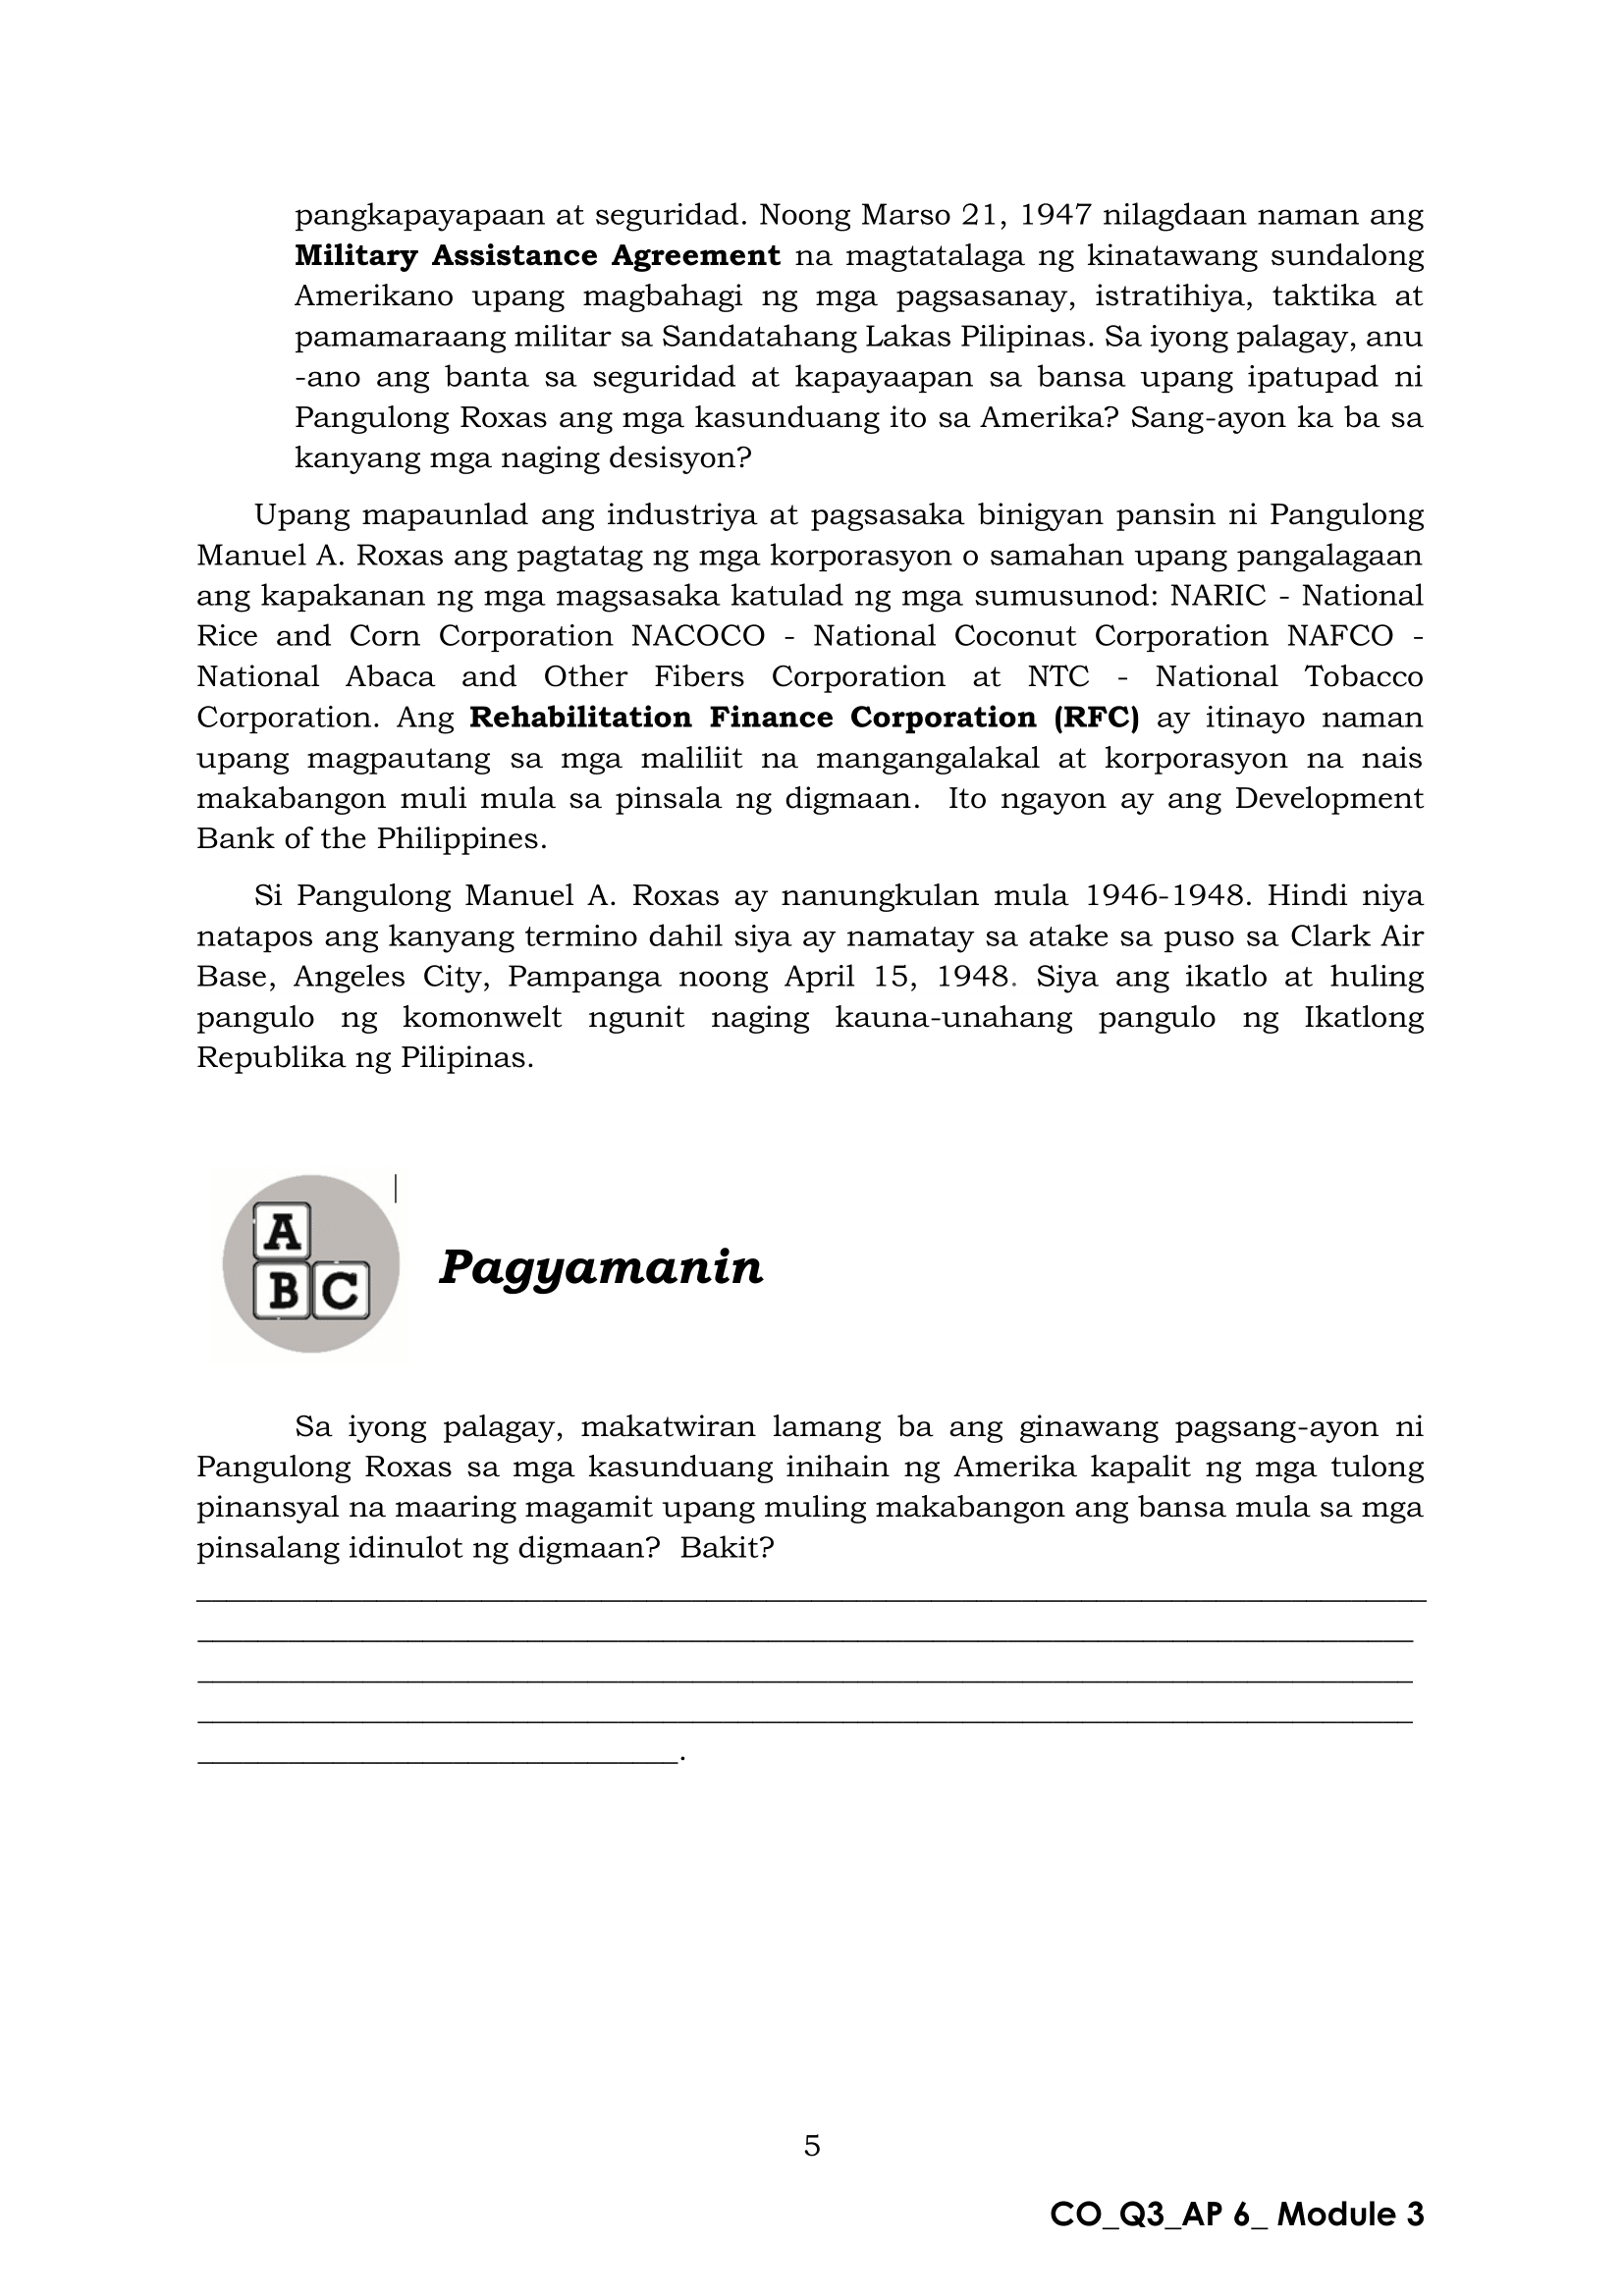 pangkapayapaan at seguridad. Noong Marso 21, 1947 nilagdaan naman ang
Military Assistance Agreement na magtatalaga ng kinatawang sundalong
Amerikano upang magbahagi ng mga pagsasanay, istratihiya, taktika at
pamamaraang militar sa Sandatahang Lakas Pilipinas. Sa iyong palagay, anu
-ano ang banta sa seguridad at kapayaapan sa bansa upang ipatupad ni
Pangulong Roxas ang mga kasunduang ito sa Amerika? Sang-ayon ka ba sa
kanyang mga naging desisyon?
Upang mapaunlad ang industriya at pagsasaka binigyan pansin ni Pangulong
Manuel A. Roxas ang pagtatag ng mga korporasyon o samahan upang pangalagaan
ang kapakanan ng mga magsasaka katulad ng mga sumusunod: NARIC - National
Rice and Corn Corporation NACOCO - National Coconut Corporation NAFCO -
National Abaca and Other Fibers Corporation at NTC - National Tobacco
Corporation. Ang Rehabilitation Finance Corporation (RFC) ay itinayo naman
upang magpautang sa mga maliliit na mangangalakal at korporasyon na nais
makabangon muli mula sa pinsala ng digmaan. Ito ngayon ay ang Development
Bank of the Philippines.
Si Pangulong Manuel A. Roxas ay nanungkulan mula 1946-1948. Hindi niya
natapos ang kanyang termino dahil siya ay namatay sa atake sa puso sa Clark Air
Base, Angeles City, Pampanga noong April 15, 1948. Siya ang ikatlo at huling
pangulo ng komonwelt ngunit naging kauna-unahang pangulo ng Ikatlong
Republika ng Pilipinas.
A
B C
Pagyamanin
Sa iyong palagay, makatwiran lamang ba ang ginawang pagsang-ayon ni
Pangulong Roxas sa mga kasunduang inihain ng Amerika kapalit ng mga tulong
pinansyal na maaring magamit upang muling makabangon ang bansa mula sa mga
pinsalang idinulot ng digmaan? Bakit?
5
CO_Q3_AP 6_ Module 3